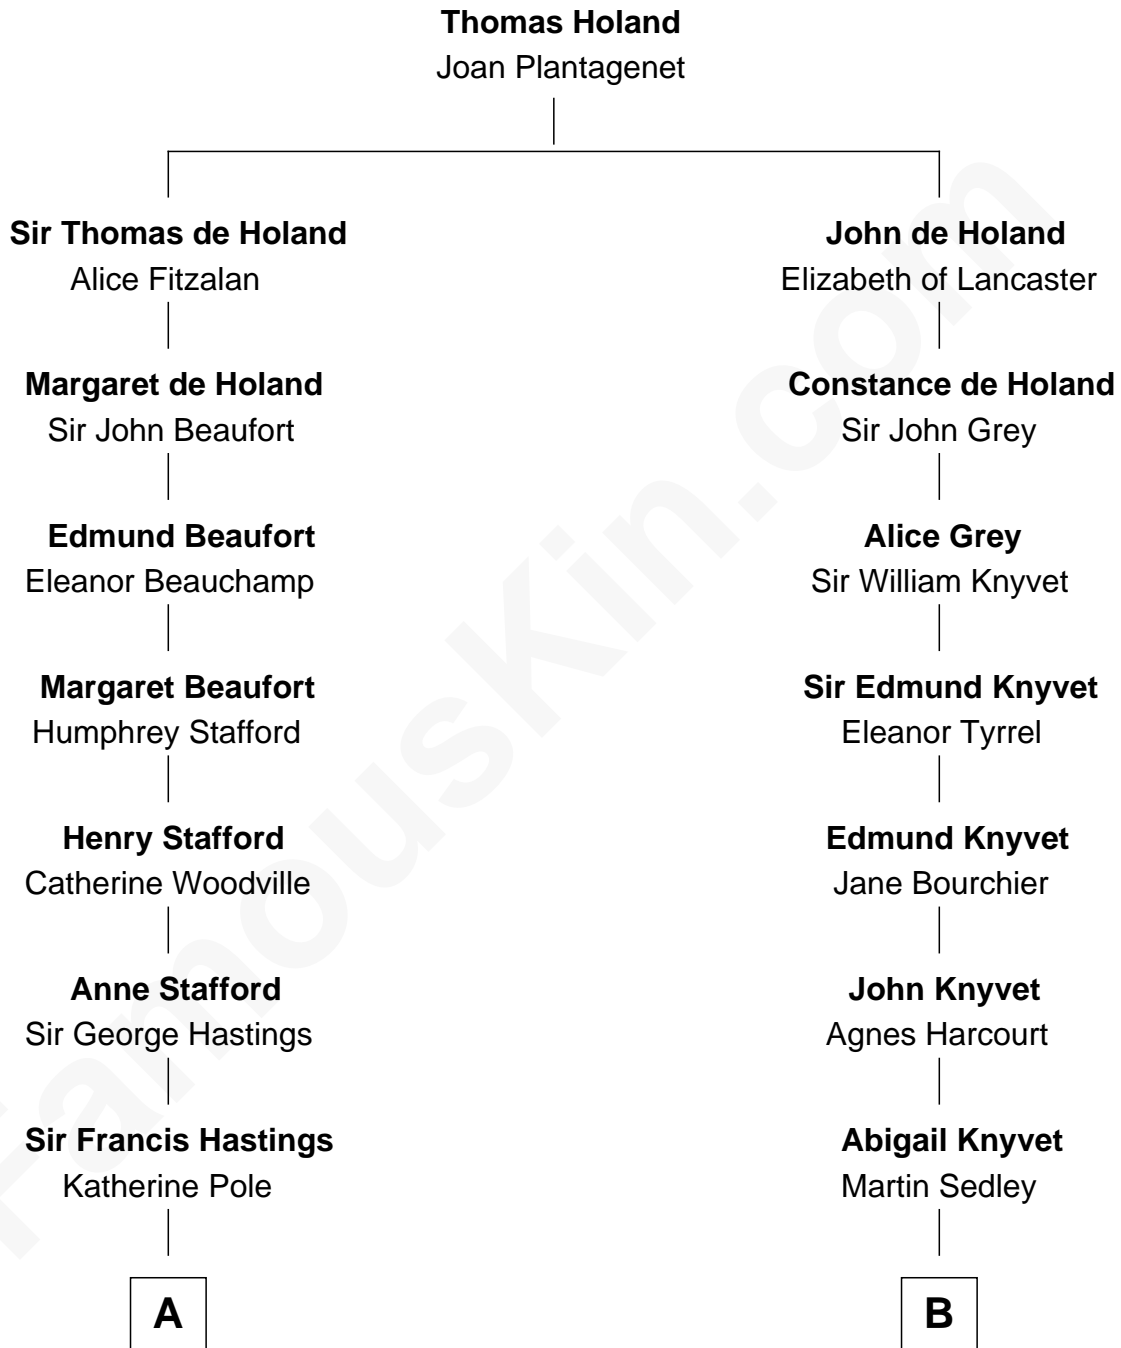 Thomas Holand
Joan Plantagenet
Sir Thomas de Holand
Alice Fitzalan
Margaret de Holand
Sir John Beaufort
Edmund Beaufort
Eleanor Beauchamp
Margaret Beaufort
Humphrey Stafford
Henry Stafford
Catherine Woodville
Anne Stafford
Sir George Hastings
Sir Francis Hastings
Katherine Pole
A
John de Holand
Elizabeth of Lancaster
Constance de Holand
Sir John Grey
Alice Grey
Sir William Knyvet
Sir Edmund Knyvet
Eleanor Tyrrel
Edmund Knyvet
Jane Bourchier
John Knyvet
Agnes Harcourt
Abigail Knyvet
Martin Sedley
B
FamousKin.com